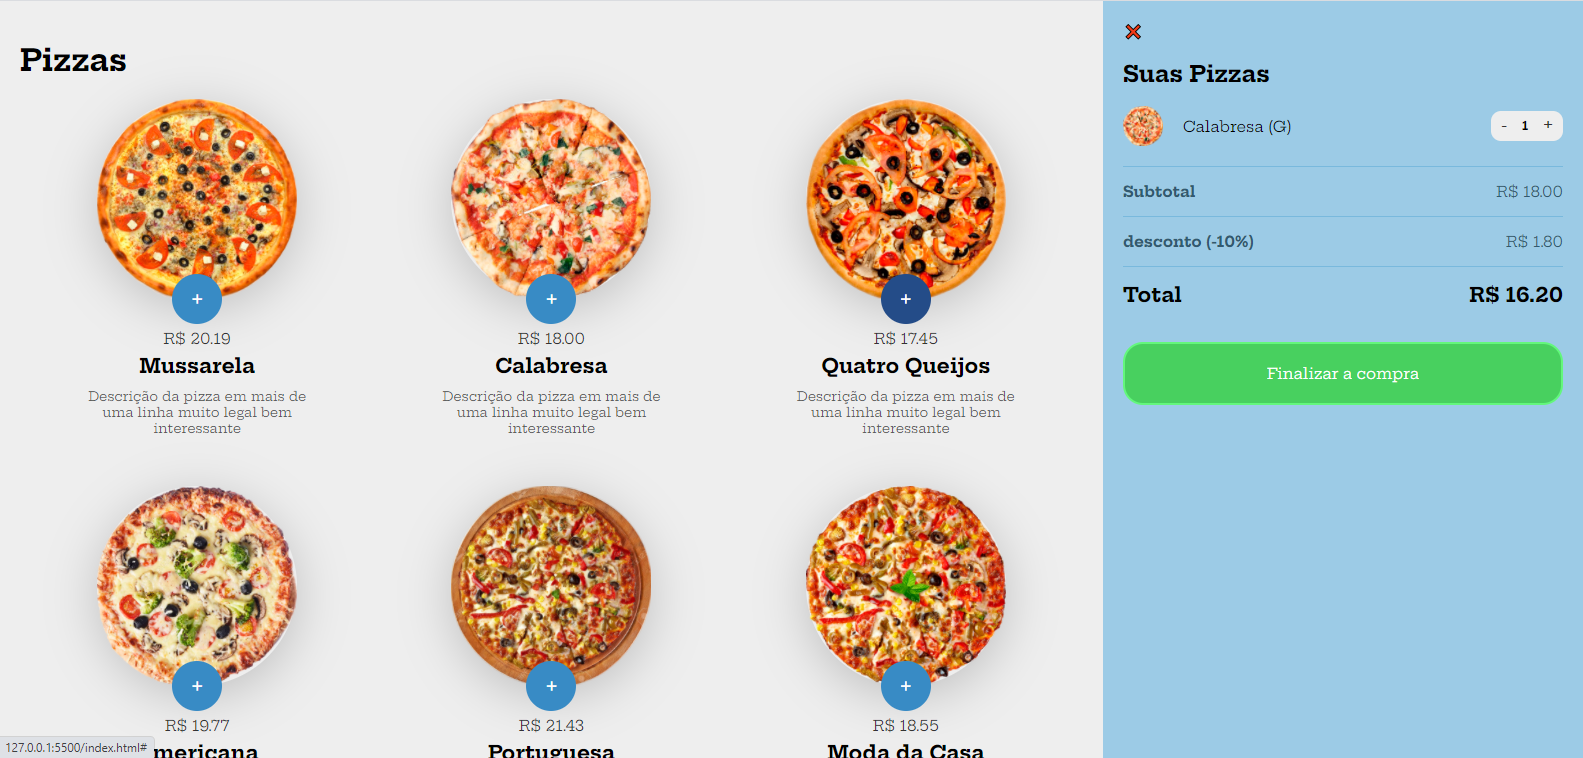 Pizzas
+
+
+
R$ 20.19
R$ 18.00
R$ 17.45
Mussarela
Calabresa
Quatro Queijos
Descrição da pizza em mais de
uma linha muito legal bem
interessante
Descrição da pizza em mais de
uma linha muito legal bem
interessante
Descrição da pizza em mais de
uma linha muito legal bem
interessante
+
+
+
R$ 19.77
R$ 21.43
R$ 18.55
mericana
Portuguesa
Moda da Casa
127.0.0.1:5500/index.html#
Suas Pizzas
Calabresa (G)
- 1 +
Subtotal R$ 18.00
desconto (-10%) R$ 1.80
Total R$ 16.20
Finalizar a compra